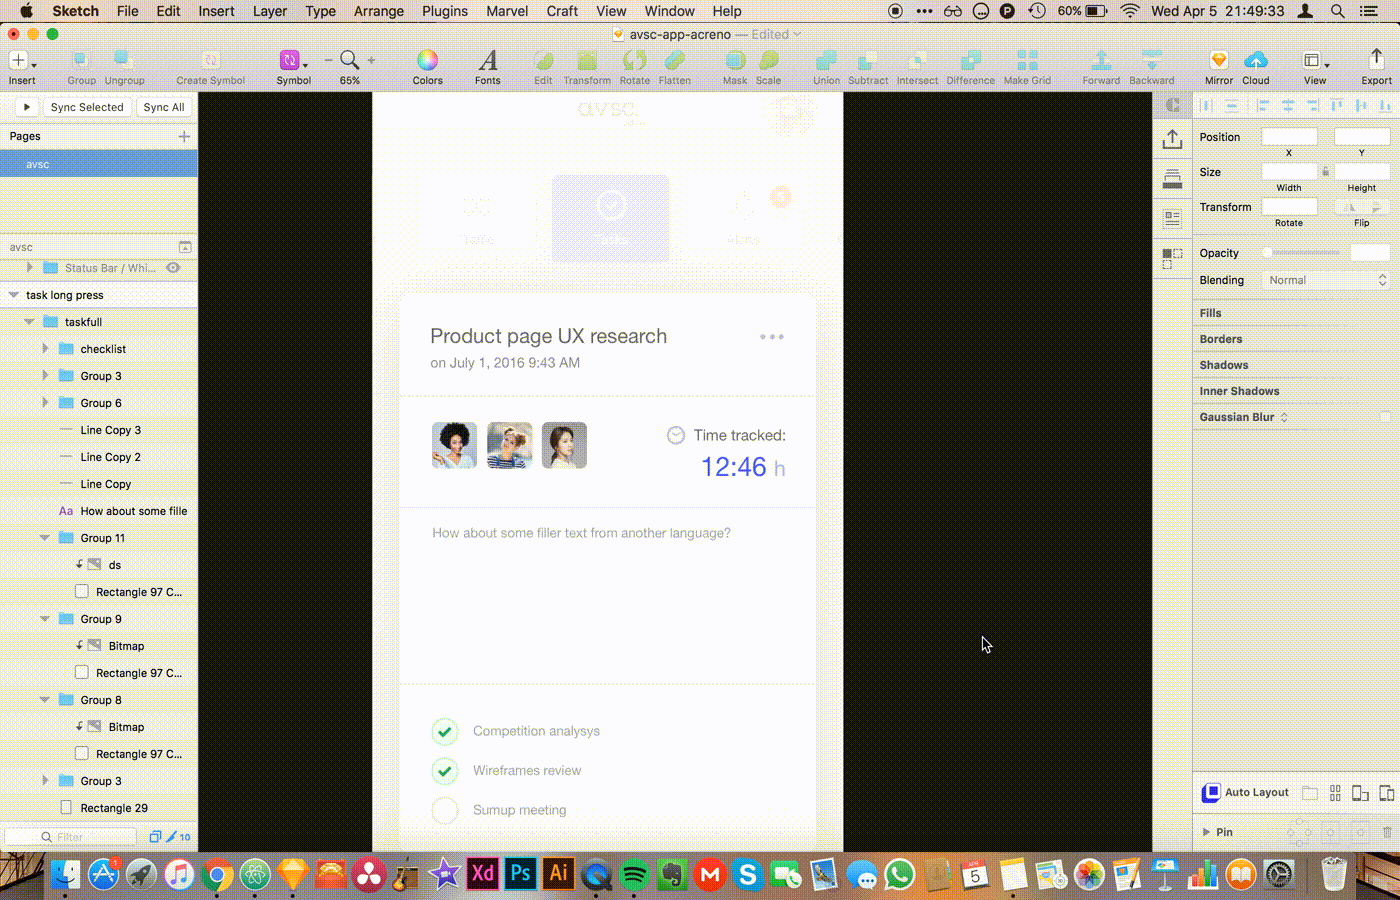 Sketch File Edit Insert Layer Type Arrange Plugins Marvel Craft View Window Help 60% Wed Apr 5 21:49:33
avsc-app-acreno — Edited
Insert Group Ungroup Create Symbol Symbol 65% Colors Fonts Edit Transform Rotate Flatten Mask Scale Union Subtract Intersect Difference Make Grid Forward Backward Mirror Cloud View Export
Sync Selected Sync All
Pages
avsc
avsc
Status Bar / Whi...
task long press
taskfull
checklist
Group 3
Group 6
Line Copy 3
Line Copy 2
Line Copy
Aa How about some fille
Group 11
ds
Rectangle 97 C...
Group 9
Bitmap
Rectangle 97 C...
Group 8
Bitmap
Rectangle 97 C...
Group 3
Rectangle 29
Filter 10
avsc.
Product page UX research
on July 1, 2016 9:43 AM
Time tracked:
12:46 h
How about some filler text from another language?
Competition analysys
Wireframes review
Sumup meeting
Position
X Y
Size
Width Height
Transform
Rotate Flip
Opacity
Blending Normal
Fills
Borders
Shadows
Inner Shadows
Gaussian Blur
Auto Layout
Pin
1 Xd Ps Ai APR 5